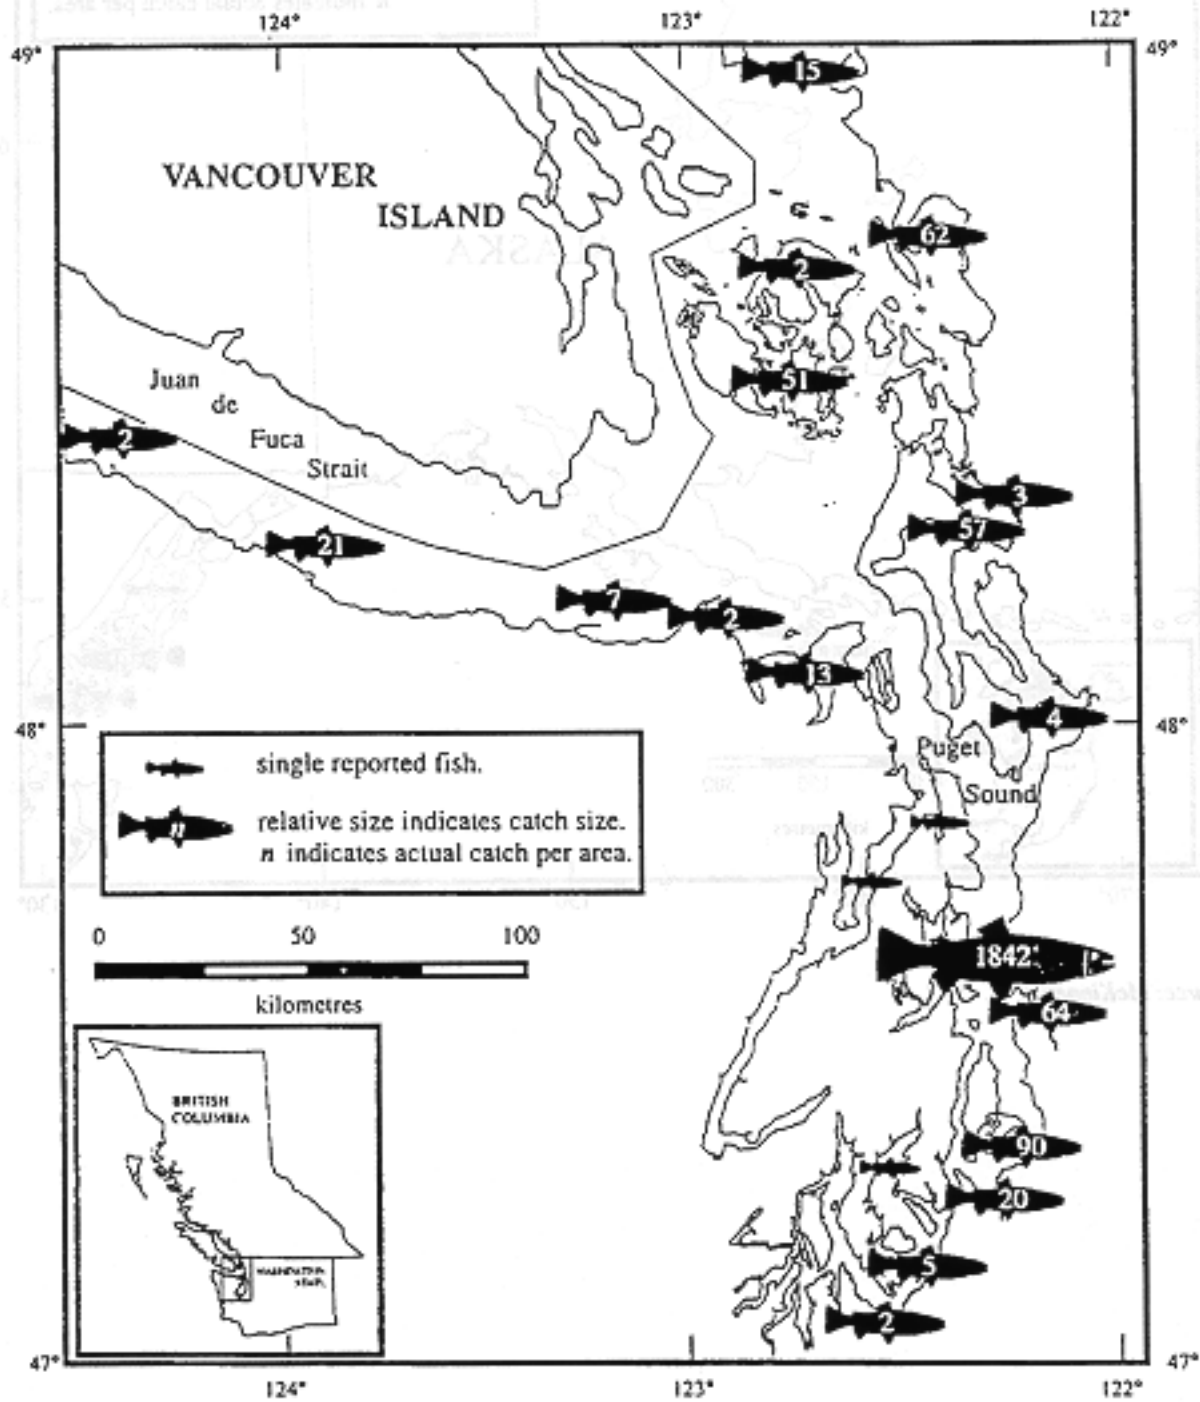 124° 123° 122°
49° 49°
15
VANCOUVER
ISLAND
62
2
51
Juan
de
Fuca
Strait
2
3
57
21
7
2
13
4
48° 48°
Puget
Sound
single reported fish.
n relative size indicates catch size.
n indicates actual catch per area.
0 50 100
kilometres
1842
64
BRITISH
COLUMBIA
90
20
5
2
47° 47°
124° 123° 122°